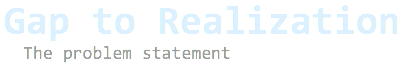 Gap to Realization
The problem statement